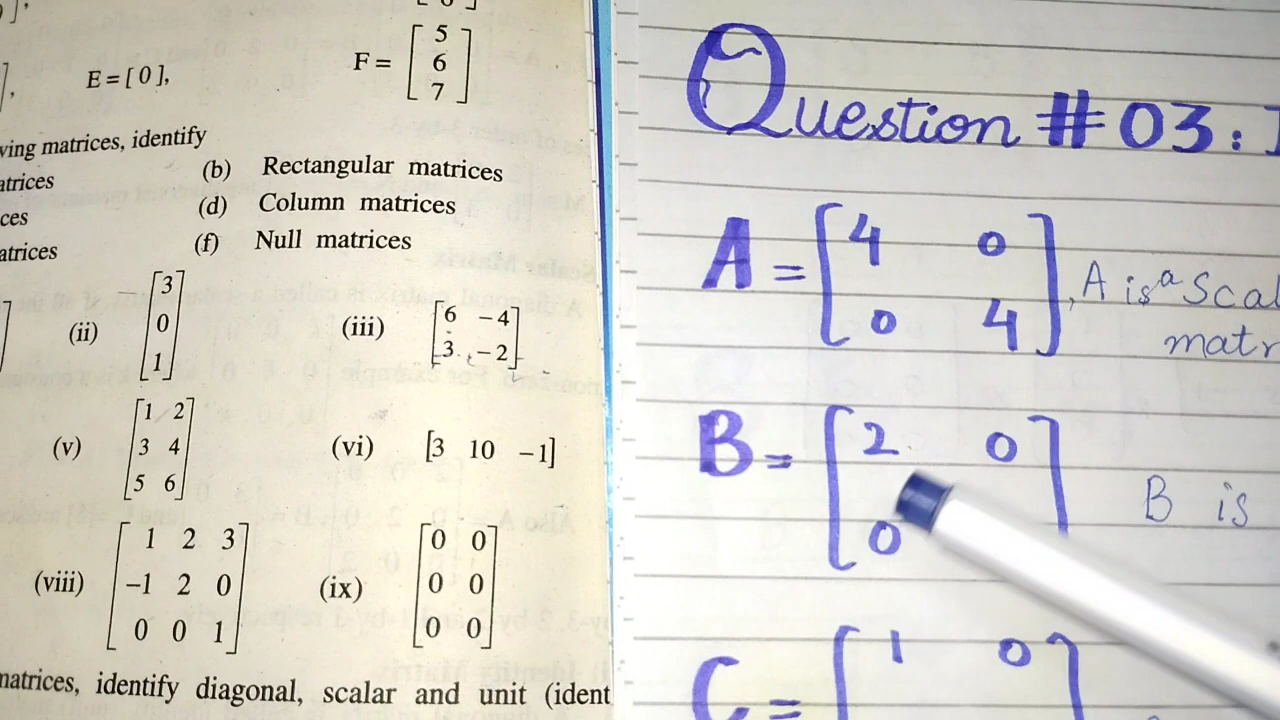 E = [ 0 ],
F = [ 5
6
7 ]
ving matrices, identify
(b) Rectangular matrices
atrices
(d) Column matrices
ces
(f) Null matrices
atrices
(ii) [ 3
0
1 ]
(iii) [ 6 -4
3 -2 ]
(v) [ 1 2
3 4
5 6 ]
(vi) [3 10 -1]
(viii) [ 1 2 3
-1 2 0
0 0 1 ]
(ix) [ 0 0
0 0
0 0 ]
matrices, identify diagonal, scalar and unit (ident
Question # 03:
A = [ 4 0
0 4 ], A is a Scal
matr
B = [ 2 0
0
B is
C = [ 1 0 ]